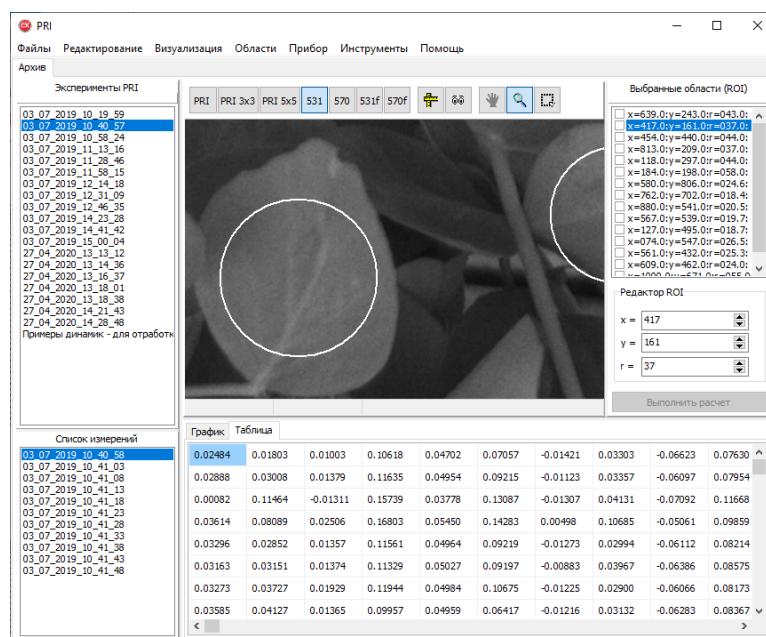 PRI
Файлы Редактирование Визуализация Области Прибор Инструменты Помощь
Архив
Эксперименты PRI
03_07_2019_10_19_59
03_07_2019_10_40_57
03_07_2019_10_58_24
03_07_2019_11_13_16
03_07_2019_11_28_46
03_07_2019_11_58_15
03_07_2019_12_14_18
03_07_2019_12_31_09
03_07_2019_12_46_35
03_07_2019_14_23_28
03_07_2019_14_41_42
03_07_2019_15_00_04
27_04_2020_13_13_12
27_04_2020_13_14_36
27_04_2020_13_16_37
27_04_2020_13_18_01
27_04_2020_13_18_38
27_04_2020_14_21_43
27_04_2020_14_28_48
Примеры динамик - для отработк
Список измерений
03_07_2019_10_40_58
03_07_2019_10_41_03
03_07_2019_10_41_08
03_07_2019_10_41_13
03_07_2019_10_41_18
03_07_2019_10_41_23
03_07_2019_10_41_28
03_07_2019_10_41_33
03_07_2019_10_41_38
03_07_2019_10_41_43
03_07_2019_10_41_48
PRI PRI 3x3 PRI 5x5 531 570 531f 570f
Выбранные области (ROI)
x=639.0:y=243.0:r=043.0:
x=417.0:y=161.0:r=037.0:
x=454.0:y=440.0:r=044.0:
x=813.0:y=209.0:r=037.0:
x=118.0:y=297.0:r=044.0:
x=184.0:y=198.0:r=058.0:
x=580.0:y=806.0:r=024.6:
x=762.0:y=702.0:r=018.4:
x=880.0:y=541.0:r=020.5:
x=567.0:y=539.0:r=019.7:
x=127.0:y=495.0:r=018.7:
x=074.0:y=547.0:r=026.5:
x=561.0:y=432.0:r=025.3:
x=609.0:y=462.0:r=024.0:
Редактор ROI
x = 417
y = 161
r = 37
Выполнить расчет
График Таблица
0.02484 0.01803 0.01003 0.10618 0.04702 0.07057 -0.01421 0.03303 -0.06623 0.07630
0.02888 0.03008 0.01379 0.11635 0.04954 0.09215 -0.01123 0.03357 -0.06097 0.07954
0.00082 0.11464 -0.01311 0.15739 0.03778 0.13087 -0.01307 0.04131 -0.07092 0.11668
0.03614 0.08089 0.02506 0.16803 0.05450 0.14283 0.00498 0.10685 -0.05061 0.09859
0.03296 0.02852 0.01357 0.11561 0.04964 0.09219 -0.01273 0.02994 -0.06112 0.08214
0.03163 0.03151 0.01374 0.11329 0.05027 0.09197 -0.00883 0.03967 -0.06386 0.08575
0.03273 0.03727 0.01929 0.11944 0.04984 0.10675 -0.01225 0.02900 -0.06066 0.08173
0.03585 0.04127 0.01365 0.09957 0.04959 0.06417 -0.01216 0.03132 -0.06283 0.08367